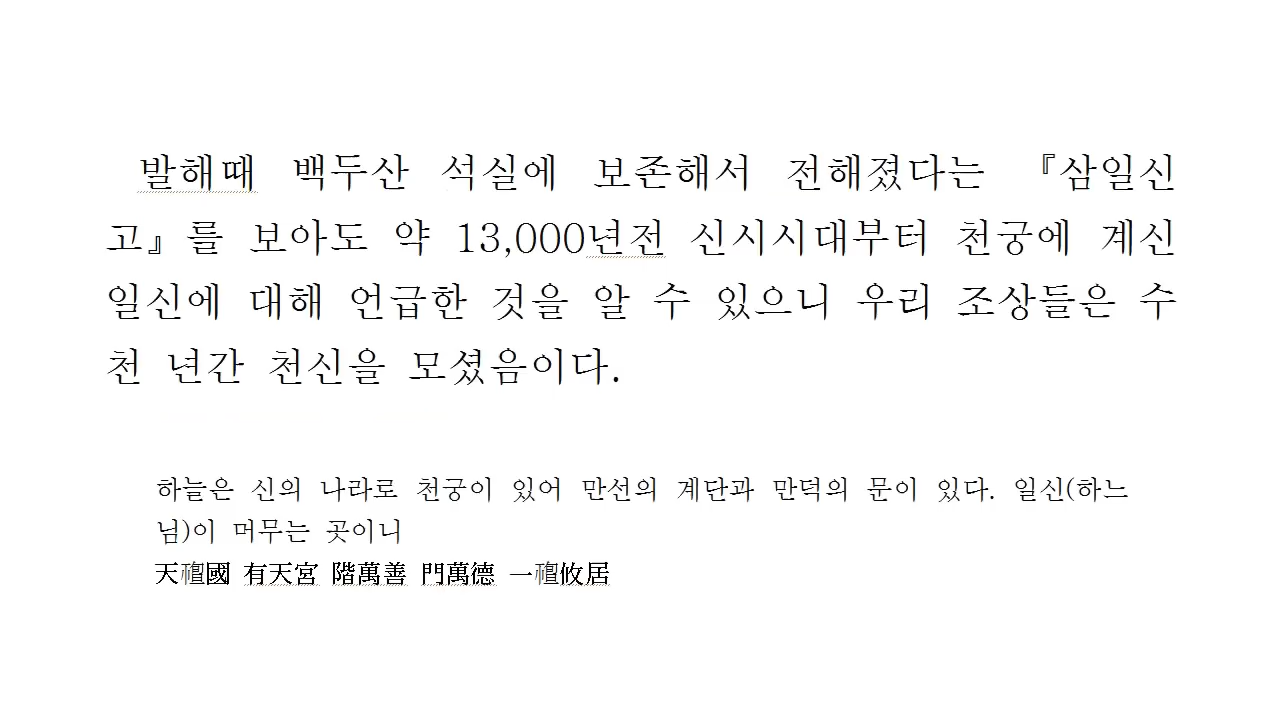 발해때 백두산 석실에 보존해서 전해졌다는 『삼일신
고』를 보아도 약 13,000년전 신시시대부터 천궁에 계신
일신에 대해 언급한 것을 알 수 있으니 우리 조상들은 수
천 년간 천신을 모셨음이다.
하늘은 신의 나라로 천궁이 있어 만선의 계단과 만덕의 문이 있다. 일신(하느
님)이 머무는 곳이니
天䄠國 有天宮 階萬善 門萬德 一䄠攸居